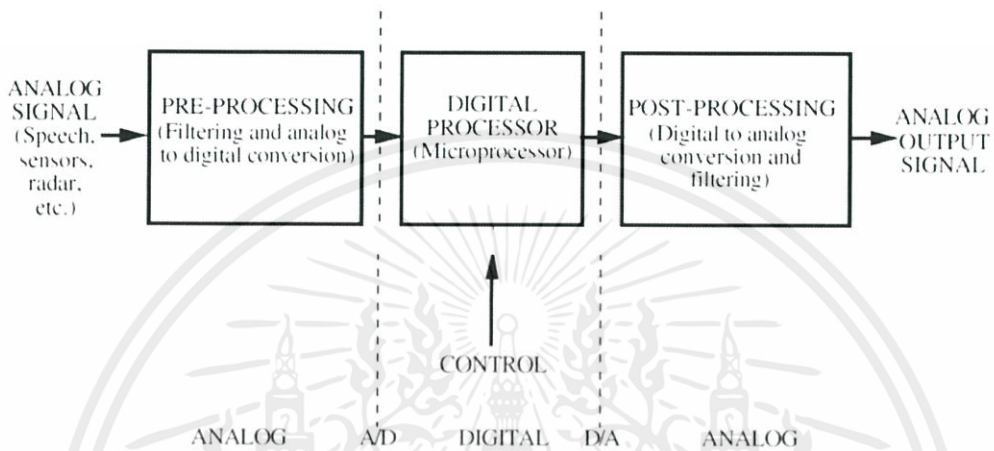 ANALOG
SIGNAL
(Speech,
sensors,
radar,
etc.)
PRE-PROCESSING
(Filtering and analog
to digital conversion)
DIGITAL
PROCESSOR
(Microprocessor)
POST-PROCESSING
(Digital to analog
conversion and
filtering)
ANALOG
OUTPUT
SIGNAL
CONTROL
ANALOG A/D DIGITAL D/A ANALOG